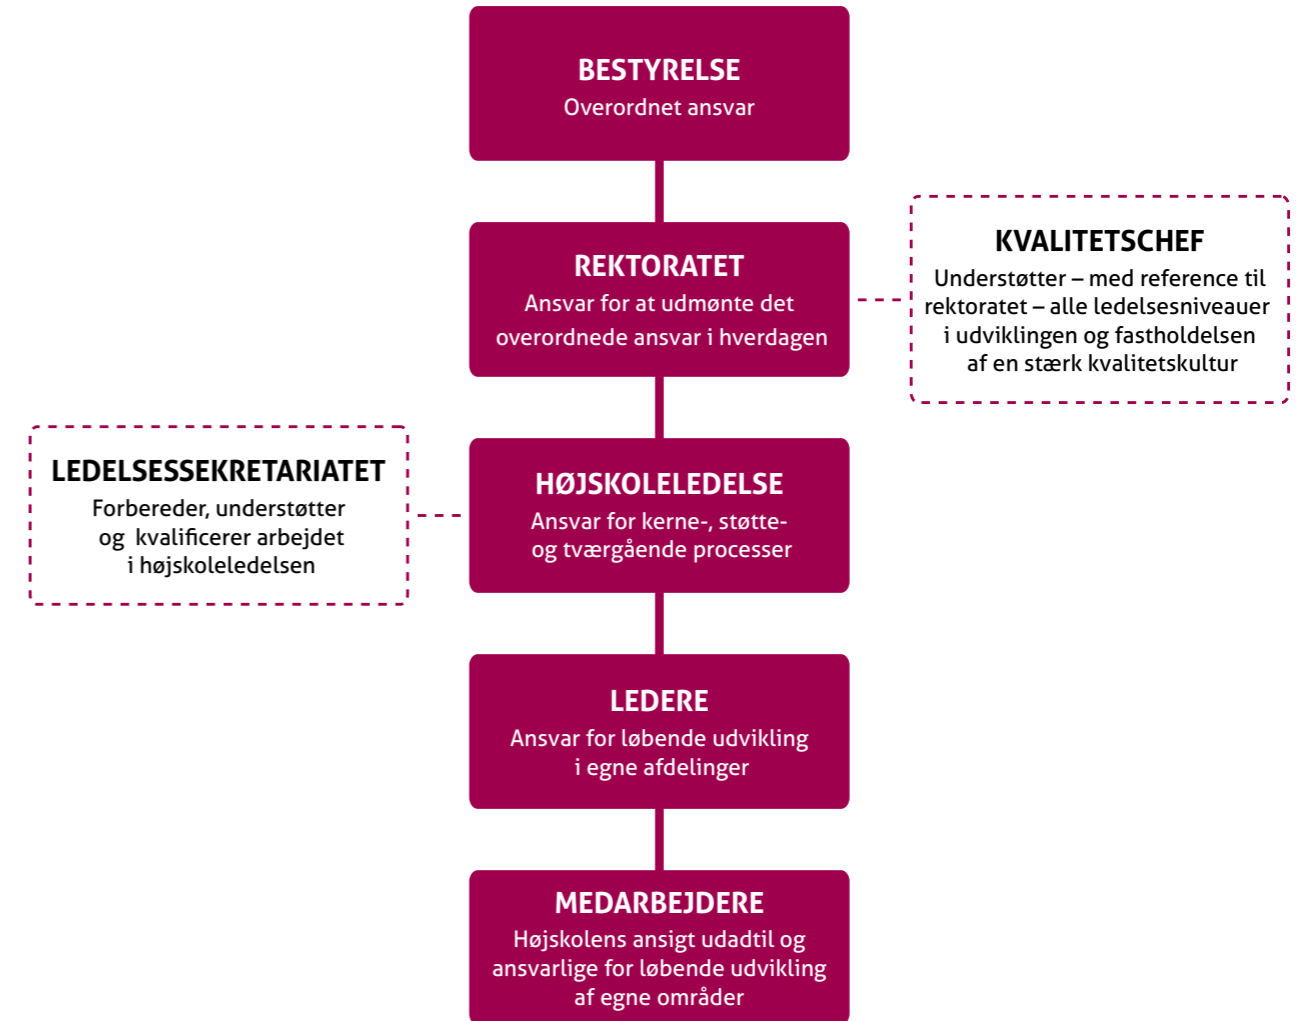 BESTYRELSE
Overordnet ansvar
REKTORATET
Ansvar for at udmønte det
overordnede ansvar i hverdagen
KVALITETSCHEF
Understøtter – med reference til
rektoratet – alle ledelsesniveauer
i udviklingen og fastholdelsen
af en stærk kvalitetskultur
LEDELSESSEKRETARIATET
Forbereder, understøtter
og kvalificerer arbejdet
i højskoleledelsen
HØJSKOLELEDELSE
Ansvar for kerne-, støtte-
og tværgående processer
LEDERE
Ansvar for løbende udvikling
i egne afdelinger
MEDARBEJDERE
Højskolens ansigt udadtil og
ansvarlige for løbende udvikling
af egne områder